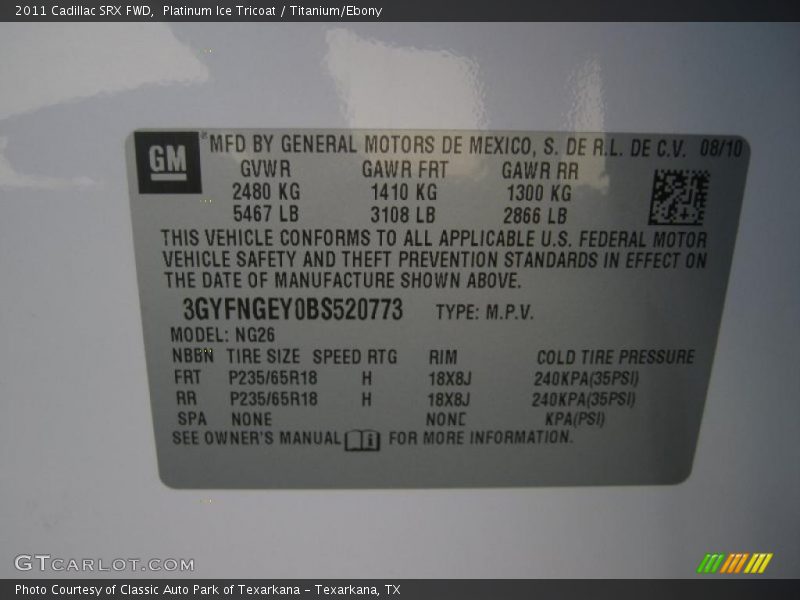 2011 Cadillac SRX FWD,  Platinum Ice Tricoat / Titanium/Ebony
GM
® MFD BY GENERAL MOTORS DE MEXICO, S. DE R.L. DE C.V. 08/10
GVWR GAWR FRT GAWR RR
2480 KG 1410 KG 1300 KG
5467 LB 3108 LB 2866 LB
THIS VEHICLE CONFORMS TO ALL APPLICABLE U.S. FEDERAL MOTOR
VEHICLE SAFETY AND THEFT PREVENTION STANDARDS IN EFFECT ON
THE DATE OF MANUFACTURE SHOWN ABOVE.
3GYFNGEY0BS520773 TYPE: M.P.V.
MODEL: NG26
NBBN TIRE SIZE SPEED RTG RIM COLD TIRE PRESSURE
FRT P235/65R18 H 18X8J 240KPA(35PSI)
RR P235/65R18 H 18X8J 240KPA(35PSI)
SPA NONE NONE KPA(PSI)
SEE OWNER'S MANUAL i FOR MORE INFORMATION.
GTCARLOT.COM
Photo Courtesy of Classic Auto Park of Texarkana – Texarkana, TX